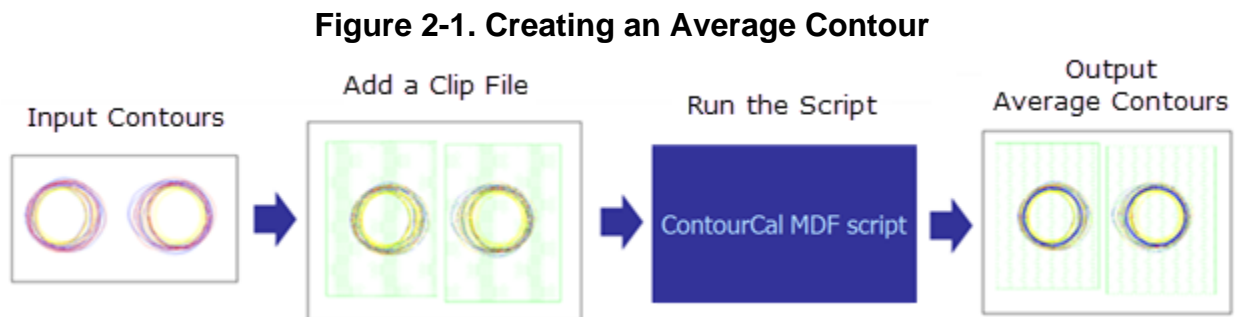 Figure 2-1. Creating an Average Contour
Input Contours
Add a Clip File
Run the Script
ContourCal MDF script
Output
Average Contours